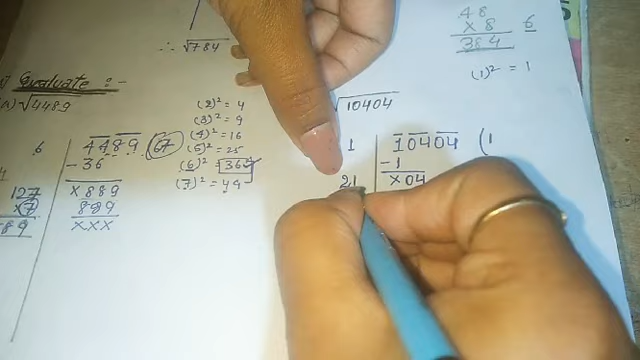 ∴ √784
Evaluate :-
(A) √4489
6
4489 (67
- 36
127
×889
×7
889
89
×××
(2)² = 4
(3)² = 9
(4)² = 16
(5)² = 25
(6)² = 36
(7)² = 49
√10404
1
10404 (1
-1
21
×04
48
× 8
384
6
(1)² = 1